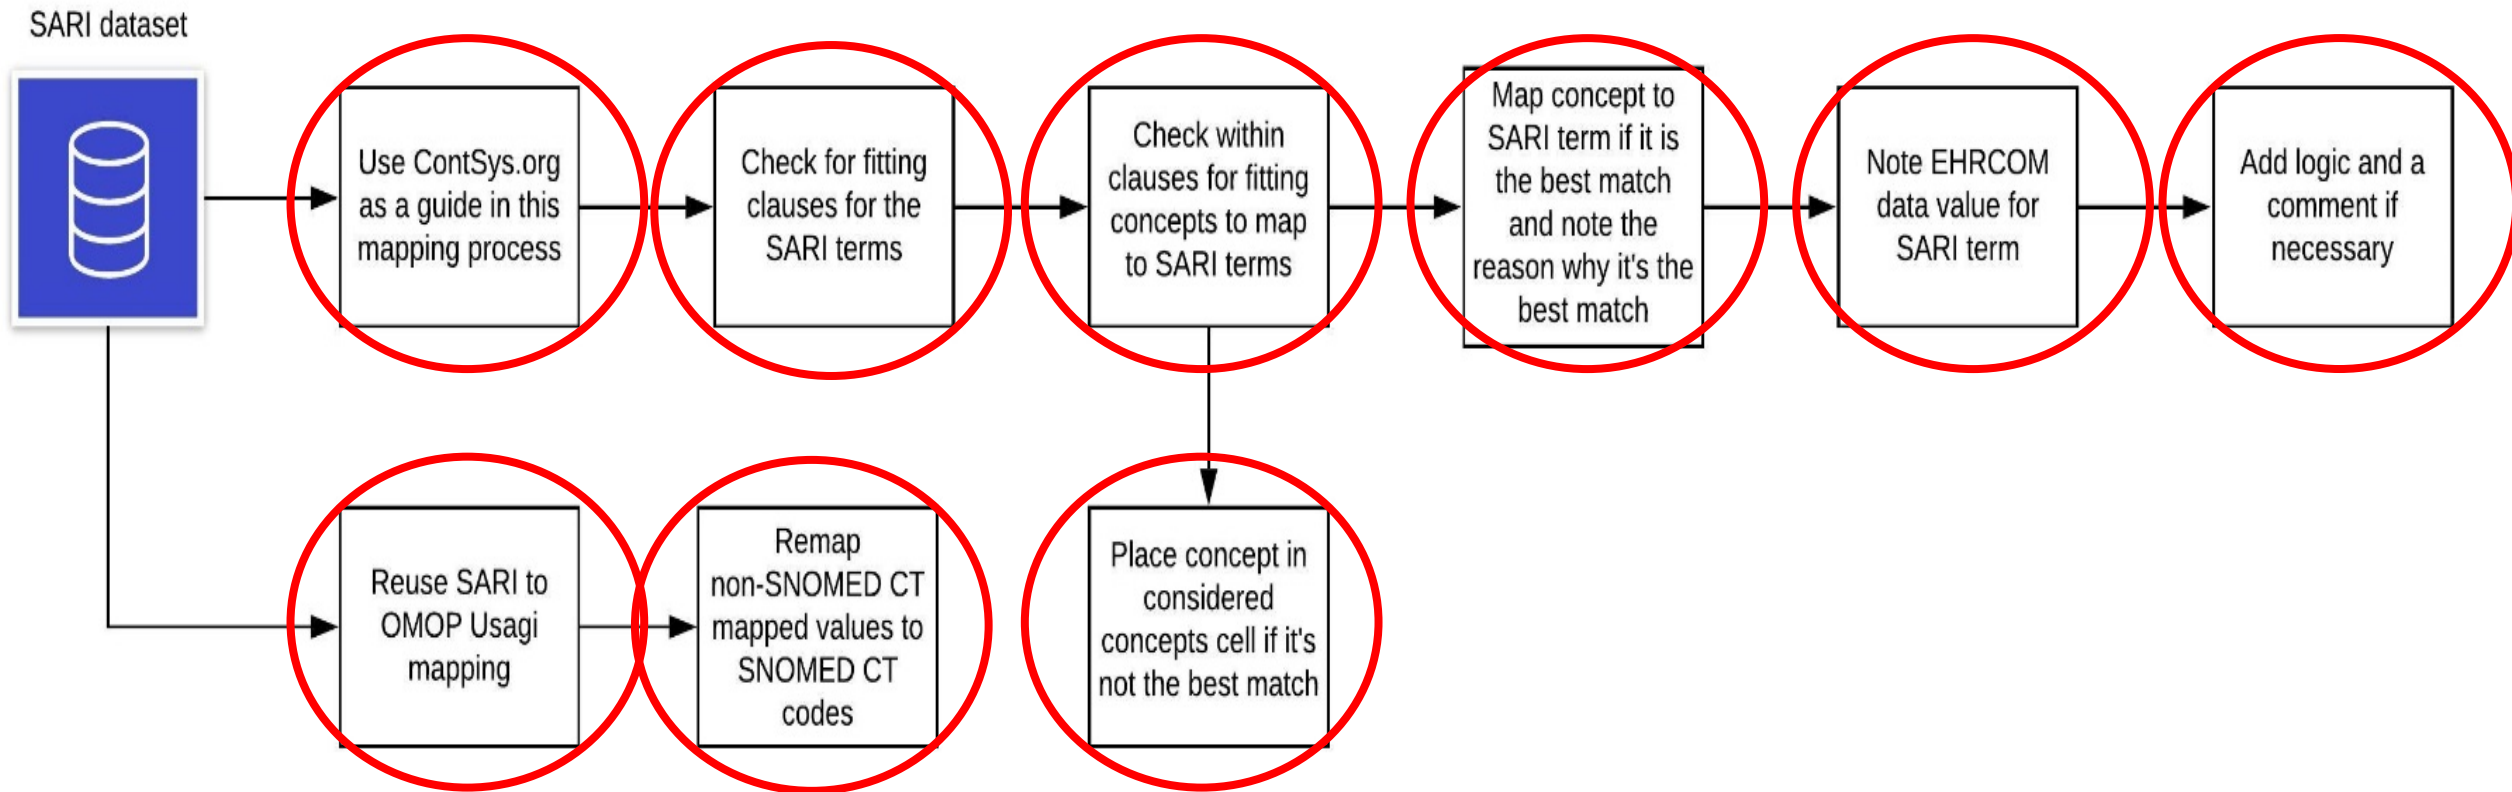 SARI dataset
Use ContSys.org
as a guide in this
mapping process
Check for fitting
clauses for the
SARI terms
Check within
clauses for fitting
concepts to map
to SARI terms
Map concept to
SARI term if it is
the best match
and note the
reason why it's the
best match
Note EHRCOM
data value for
SARI term
Add logic and a
comment if
necessary
Reuse SARI to
OMOP Usagi
mapping
Remap
non-SNOMED CT
mapped values to
SNOMED CT
codes
Place concept in
considered
concepts cell if it's
not the best match